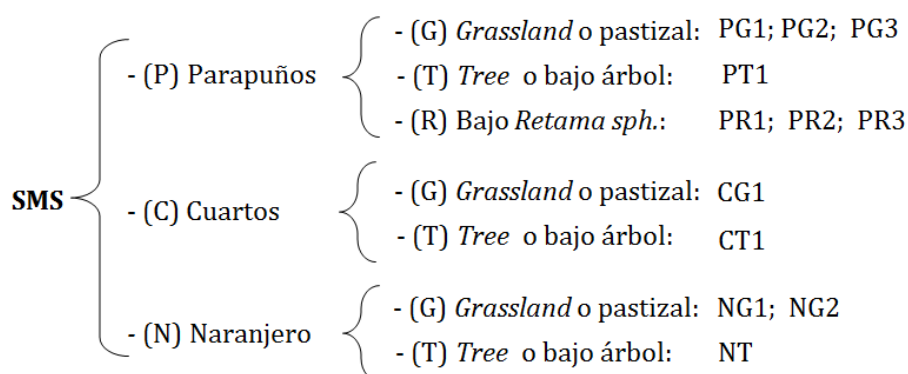 - (G) Grassland o pastizal: PG1; PG2; PG3
- (P) Parapuños
- (T) Tree o bajo árbol: PT1
- (R) Bajo Retama sph.: PR1; PR2; PR3
SMS
- (C) Cuartos
- (G) Grassland o pastizal: CG1
- (T) Tree o bajo árbol: CT1
- (N) Naranjero
- (G) Grassland o pastizal: NG1; NG2
- (T) Tree o bajo árbol: NT